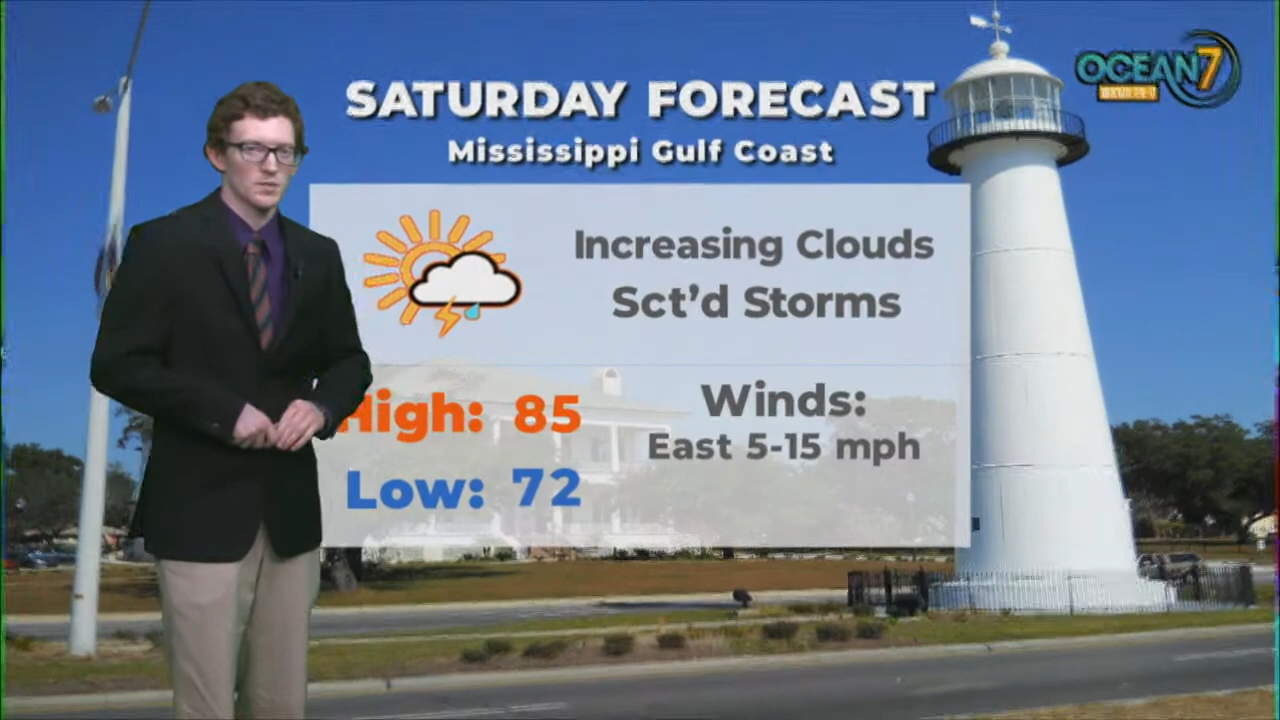 SATURDAY FORECAST
Mississippi Gulf Coast
OCEAN7
Increasing Clouds
Sct'd Storms
High: 85
Low: 72
Winds:
East 5-15 mph